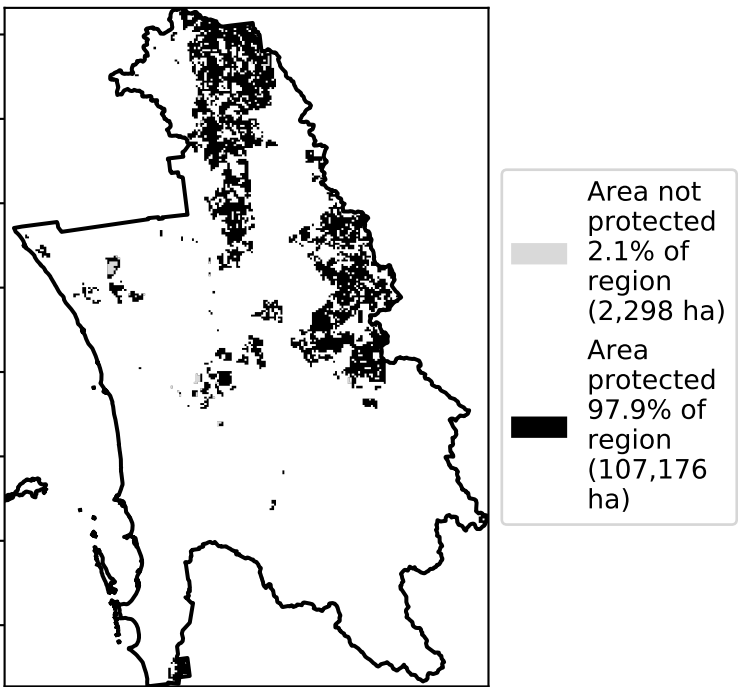 Area not
protected
2.1% of
region
(2,298 ha)
Area
protected
97.9% of
region
(107,176
ha)